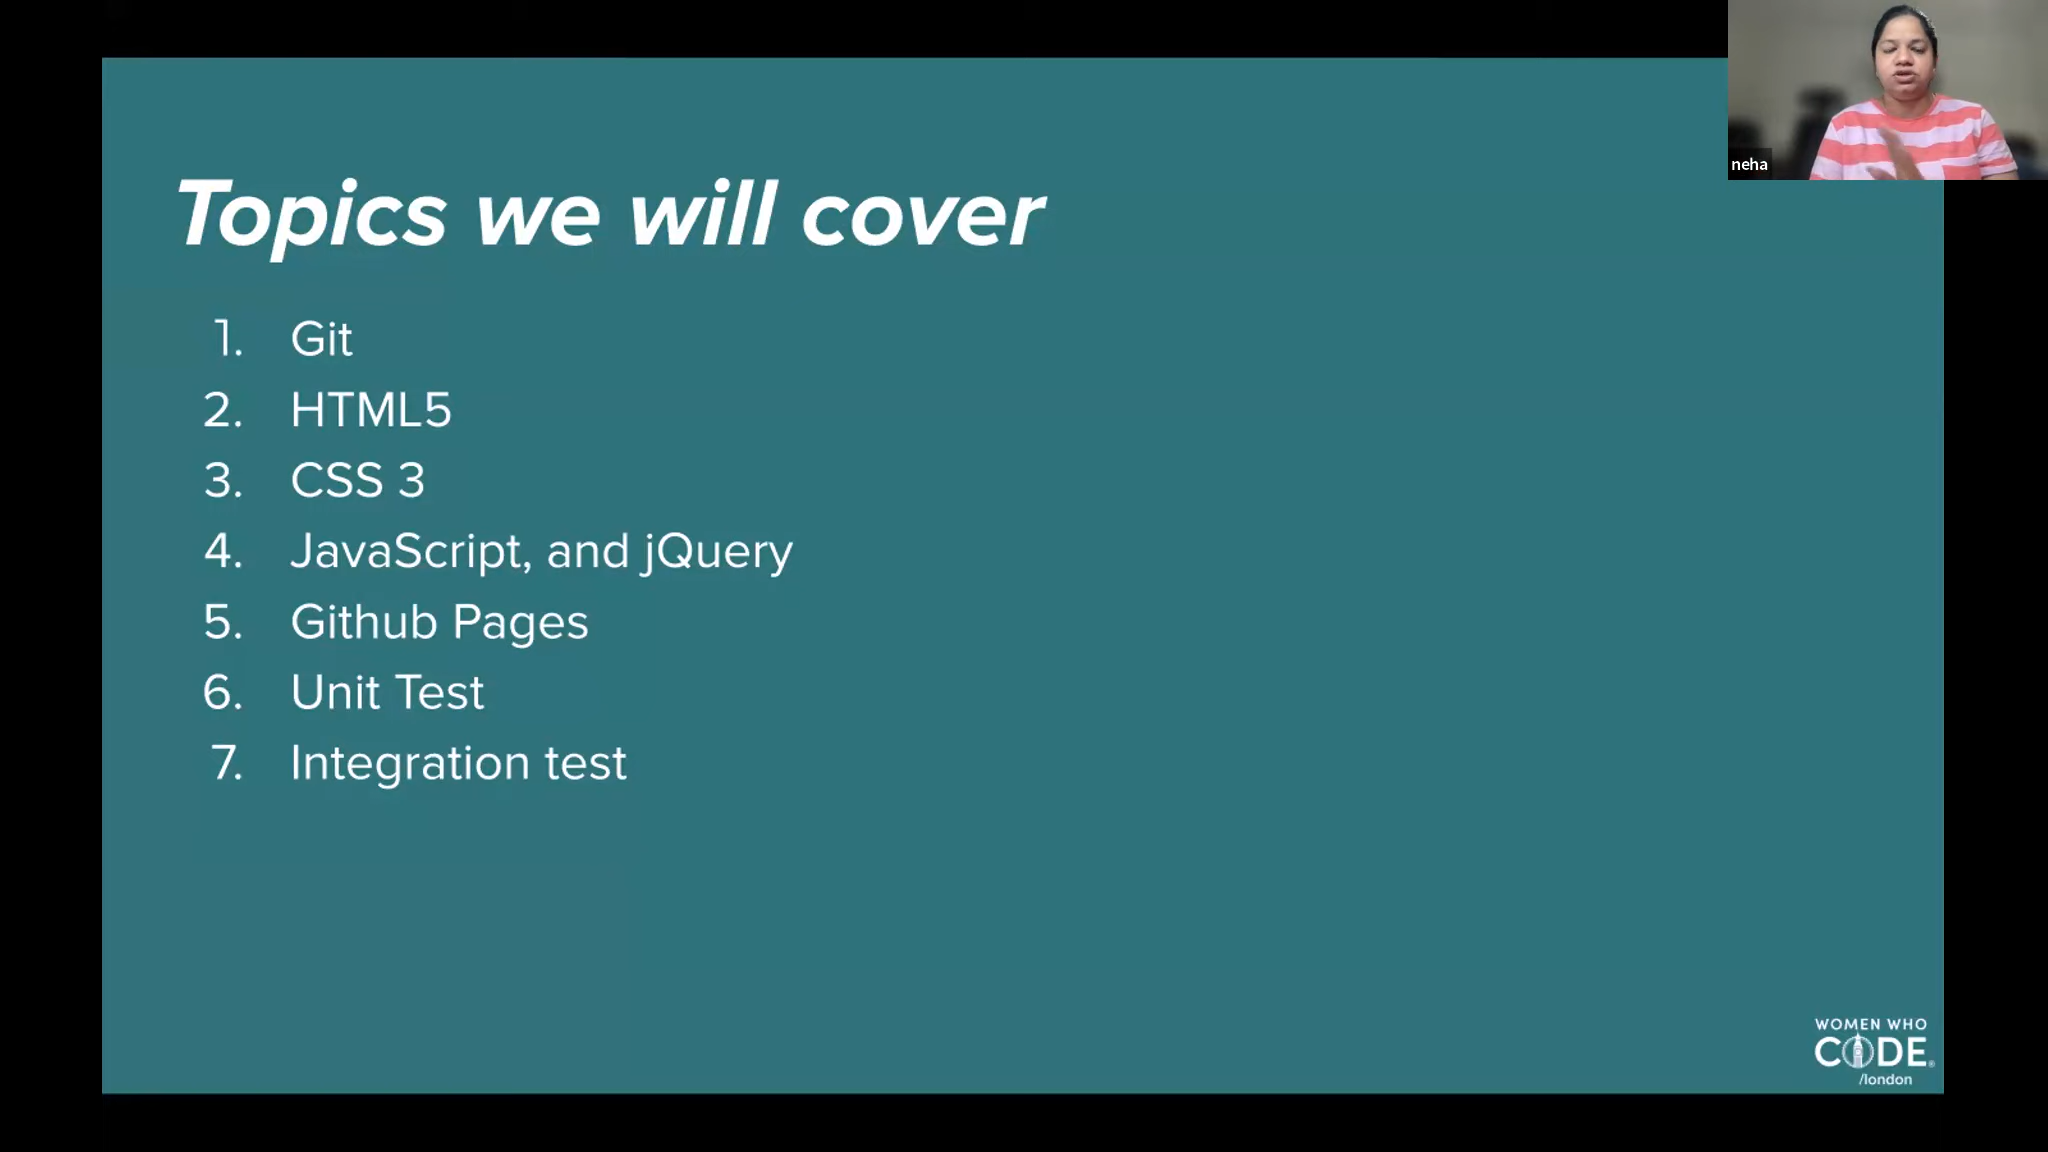 neha
Topics we will cover
1. Git
2. HTML5
3. CSS 3
4. JavaScript, and jQuery
5. Github Pages
6. Unit Test
7. Integration test
WOMEN WHO
CODE®
/london